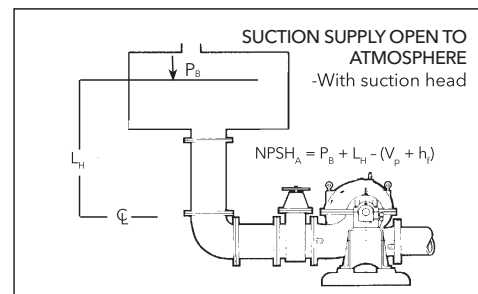 SUCTION SUPPLY OPEN TO
ATMOSPHERE
-With suction head
P_B
L_H
NPSH_A = P_B + L_H – (V_p + h_f)
℄